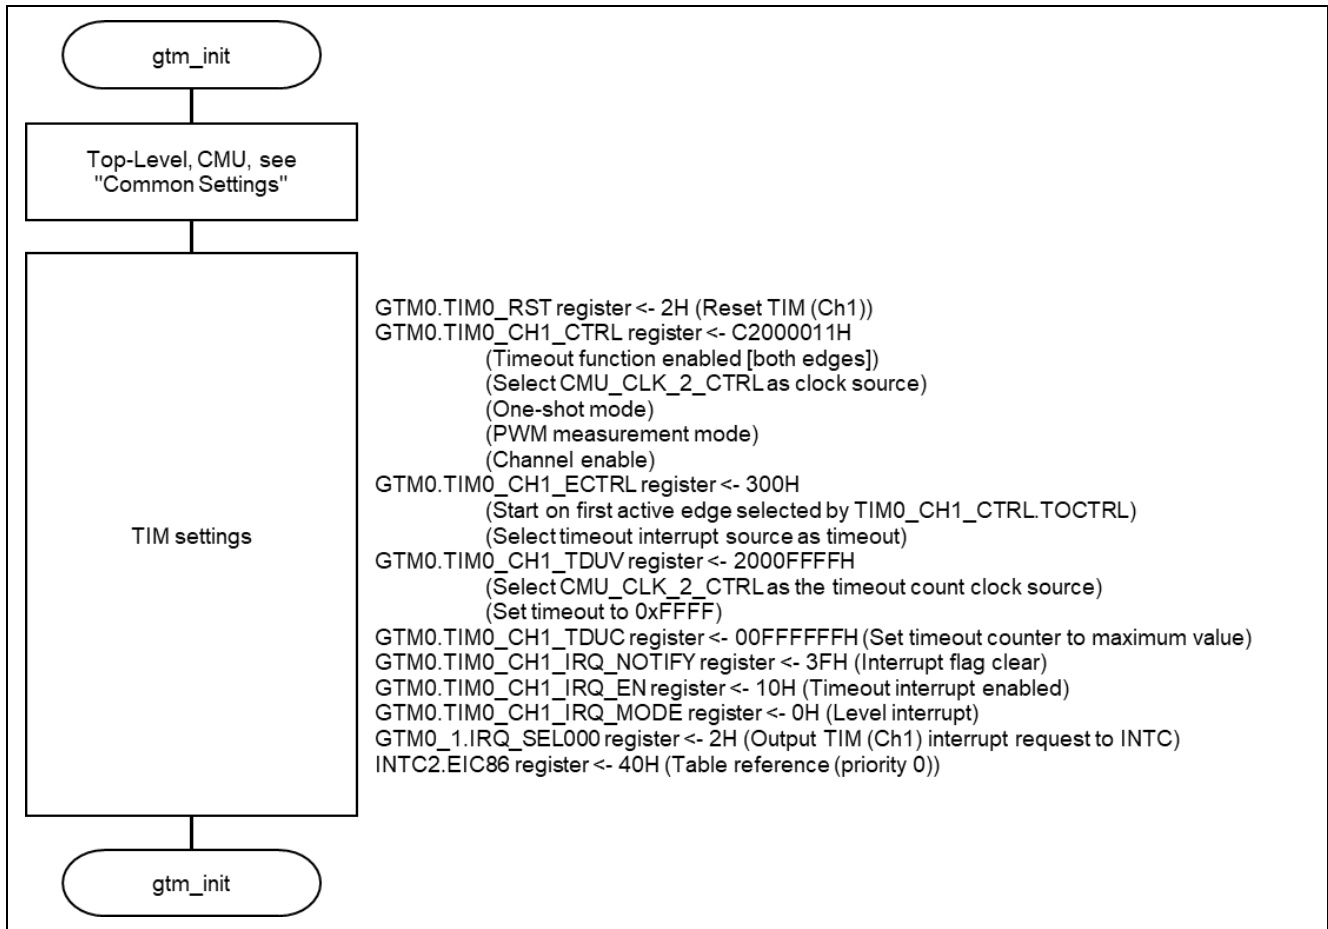 gtm_init
Top-Level, CMU, see
"Common Settings"
TIM settings
GTM0.TIM0_RST register <- 2H (Reset TIM (Ch1))
GTM0.TIM0_CH1_CTRL register <- C2000011H
(Timeout function enabled [both edges])
(Select CMU_CLK_2_CTRL as clock source)
(One-shot mode)
(PWM measurement mode)
(Channel enable)
GTM0.TIM0_CH1_ECTRL register <- 300H
(Start on first active edge selected by TIM0_CH1_CTRL.TOCTRL)
(Select timeout interrupt source as timeout)
GTM0.TIM0_CH1_TDUV register <- 2000FFFFH
(Select CMU_CLK_2_CTRL as the timeout count clock source)
(Set timeout to 0xFFFF)
GTM0.TIM0_CH1_TDUC register <- 00FFFFFFH (Set timeout counter to maximum value)
GTM0.TIM0_CH1_IRQ_NOTIFY register <- 3FH (Interrupt flag clear)
GTM0.TIM0_CH1_IRQ_EN register <- 10H (Timeout interrupt enabled)
GTM0.TIM0_CH1_IRQ_MODE register <- 0H (Level interrupt)
GTM0_1.IRQ_SEL000 register <- 2H (Output TIM (Ch1) interrupt request to INTC)
INTC2.EIC86 register <- 40H (Table reference (priority 0))
gtm_init